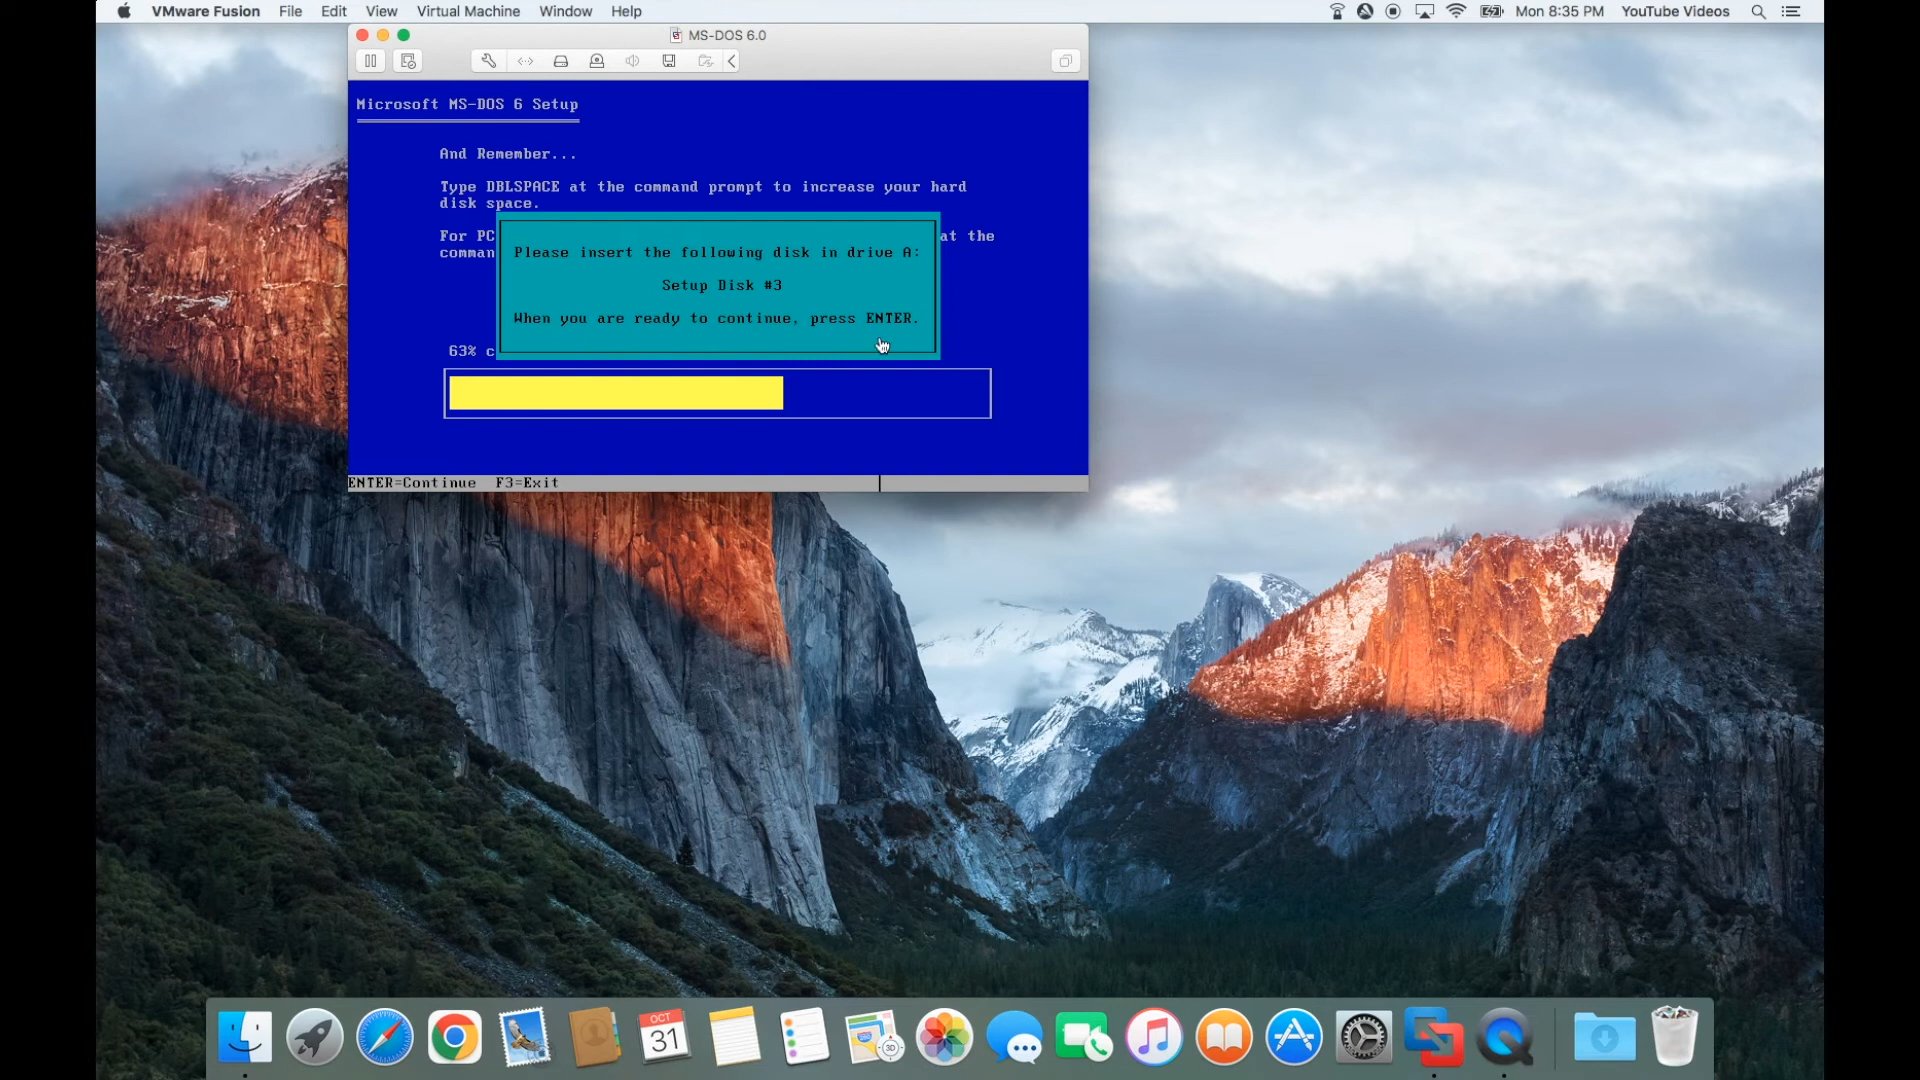 VMware Fusion File Edit View Virtual Machine Window Help Mon 8:35 PM YouTube Videos
MS-DOS 6.0
Microsoft MS-DOS 6 Setup
And Remember...
Type DBLSPACE at the command prompt to increase your hard
disk space.
For PC at the
comman
Please insert the following disk in drive A:
Setup Disk #3
When you are ready to continue, press ENTER.
63% c
ENTER=Continue F3=Exit
OCT
31
3D